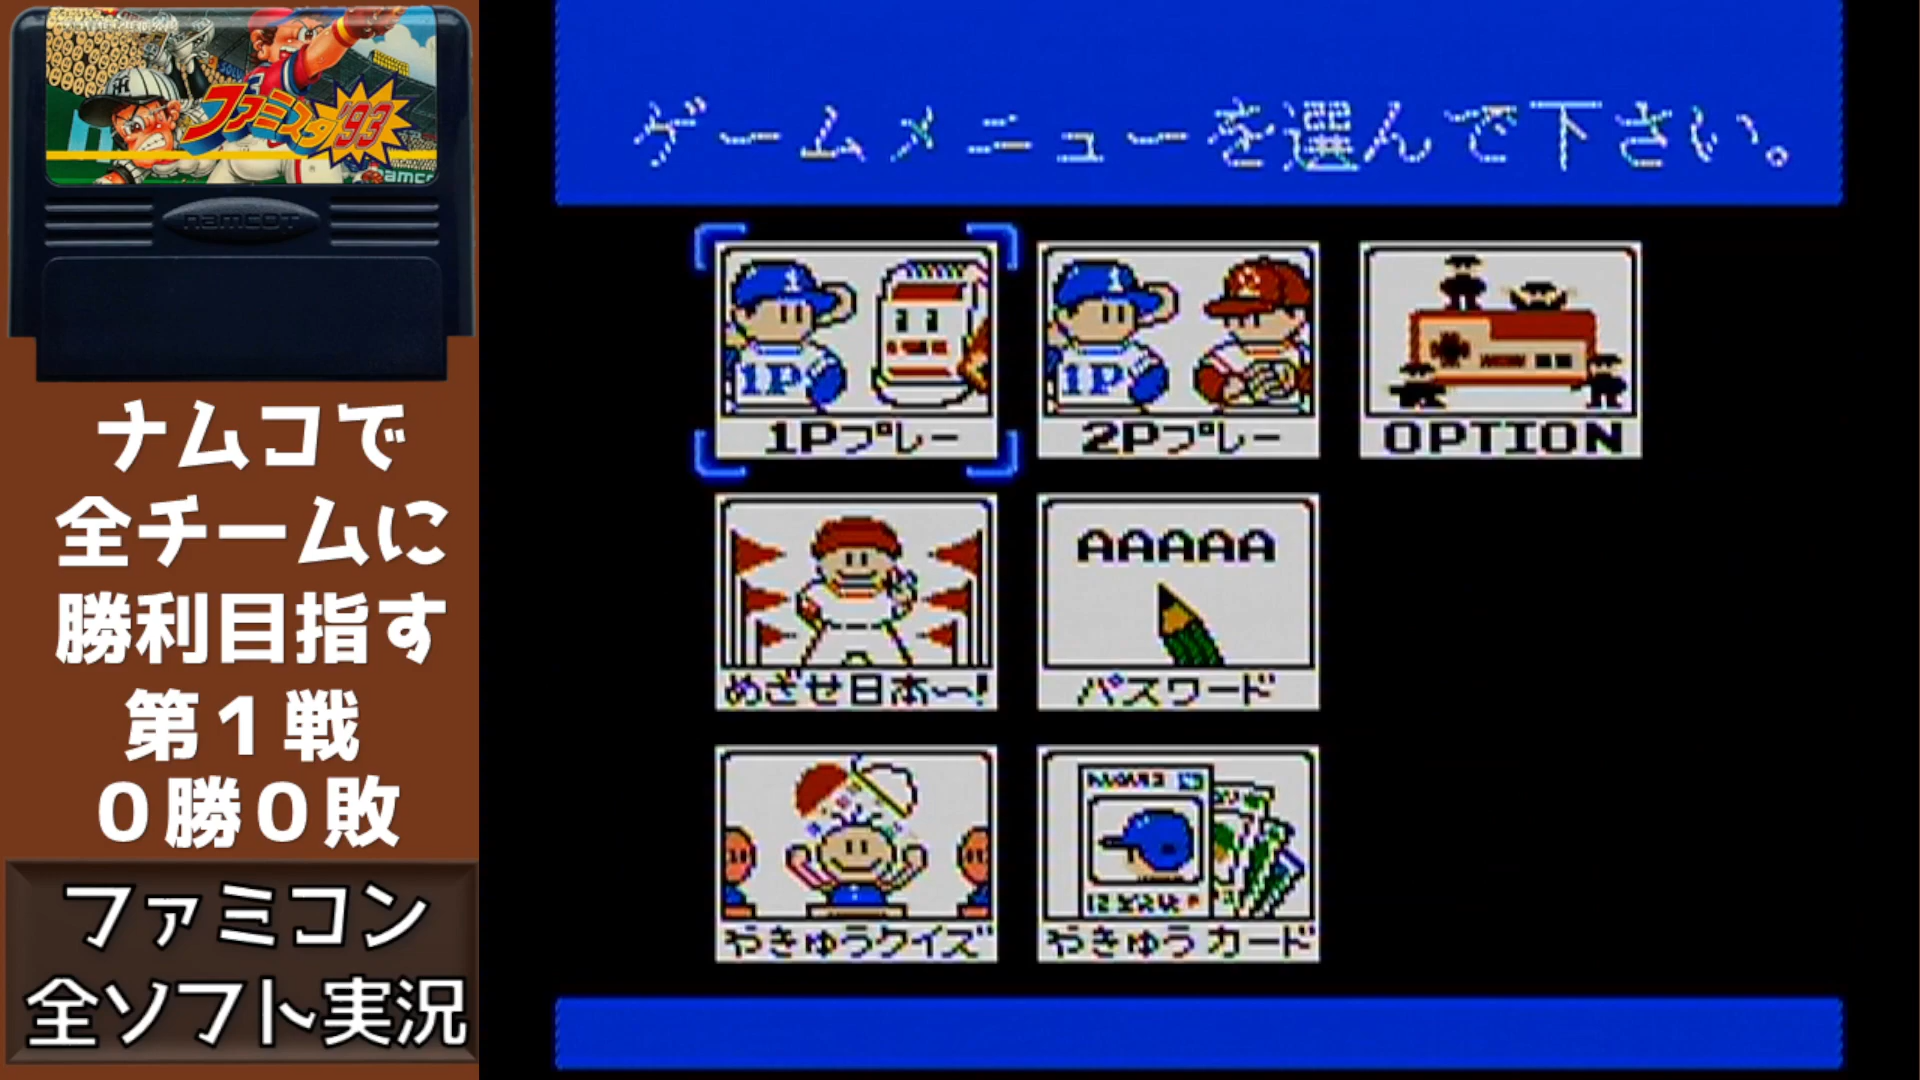 ファミスタ'93
namcot
ナムコで
全チームに
勝利目指す
第1戦
0勝0敗
ファミコン
全ソフト実況
ゲームメニューを選んで下さい。
1P
1Pプレー
1P
2Pプレー
OPTION
めざせ日本一!
AAAAA
パスワード
やきゅうクイズ
やきゅうカード